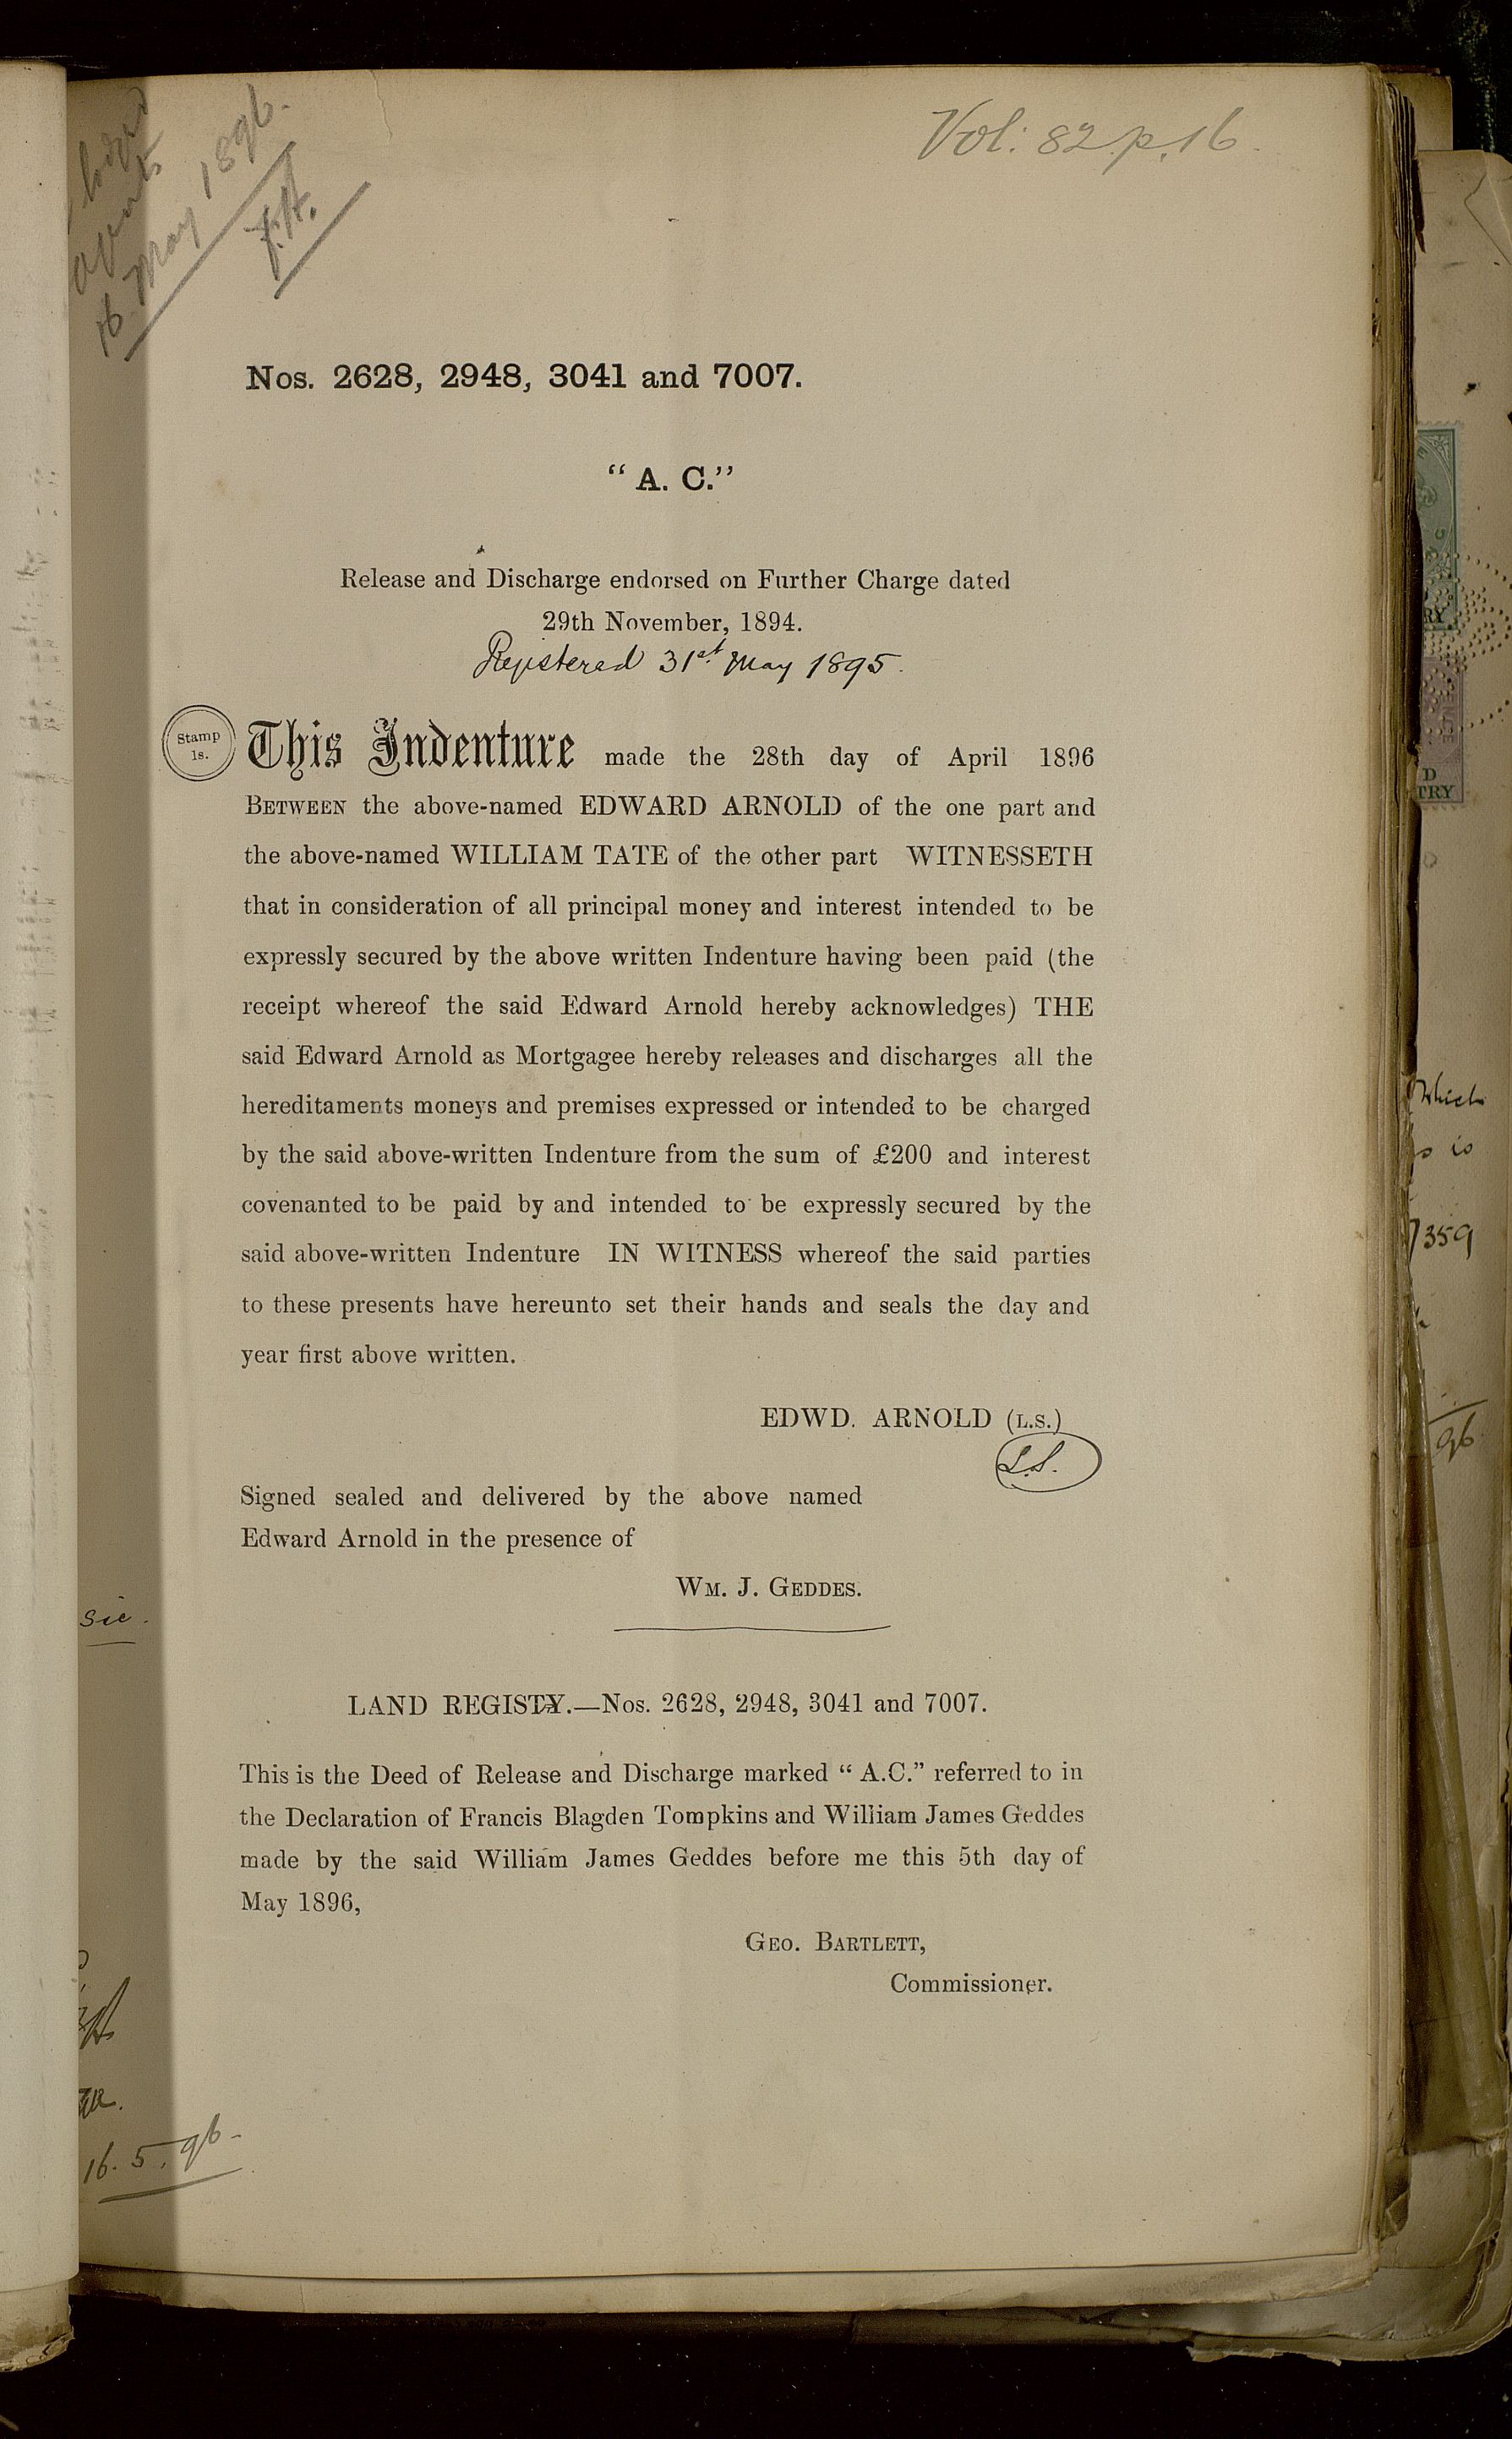 Vol: 82. p. 16.
16 May 1896.
Nos. 2628, 2948, 3041 and 7007.
“ A. C.”
Release and Discharge endorsed on Further Charge dated
29th November, 1894.
Registered 31st May 1895.
Stamp
1s.
This Indenture made the 28th day of April 1896
BETWEEN the above-named EDWARD ARNOLD of the one part and
the above-named WILLIAM TATE of the other part WITNESSETH
that in consideration of all principal money and interest intended to be
expressly secured by the above written Indenture having been paid (the
receipt whereof the said Edward Arnold hereby acknowledges) THE
said Edward Arnold as Mortgagee hereby releases and discharges all the
hereditaments moneys and premises expressed or intended to be charged
by the said above-written Indenture from the sum of £200 and interest
covenanted to be paid by and intended to be expressly secured by the
said above-written Indenture IN WITNESS whereof the said parties
to these presents have hereunto set their hands and seals the day and
year first above written.
EDWD. ARNOLD (L.S.)
L.S.
Signed sealed and delivered by the above named
Edward Arnold in the presence of
WM. J. GEDDES.
sic.
LAND REGISTY.—Nos. 2628, 2948, 3041 and 7007.
This is the Deed of Release and Discharge marked “ A.C.” referred to in
the Declaration of Francis Blagden Tompkins and William James Geddes
made by the said William James Geddes before me this 5th day of
May 1896,
GEO. BARTLETT,
Commissioner.
16. 5. 96
which
is
359
96